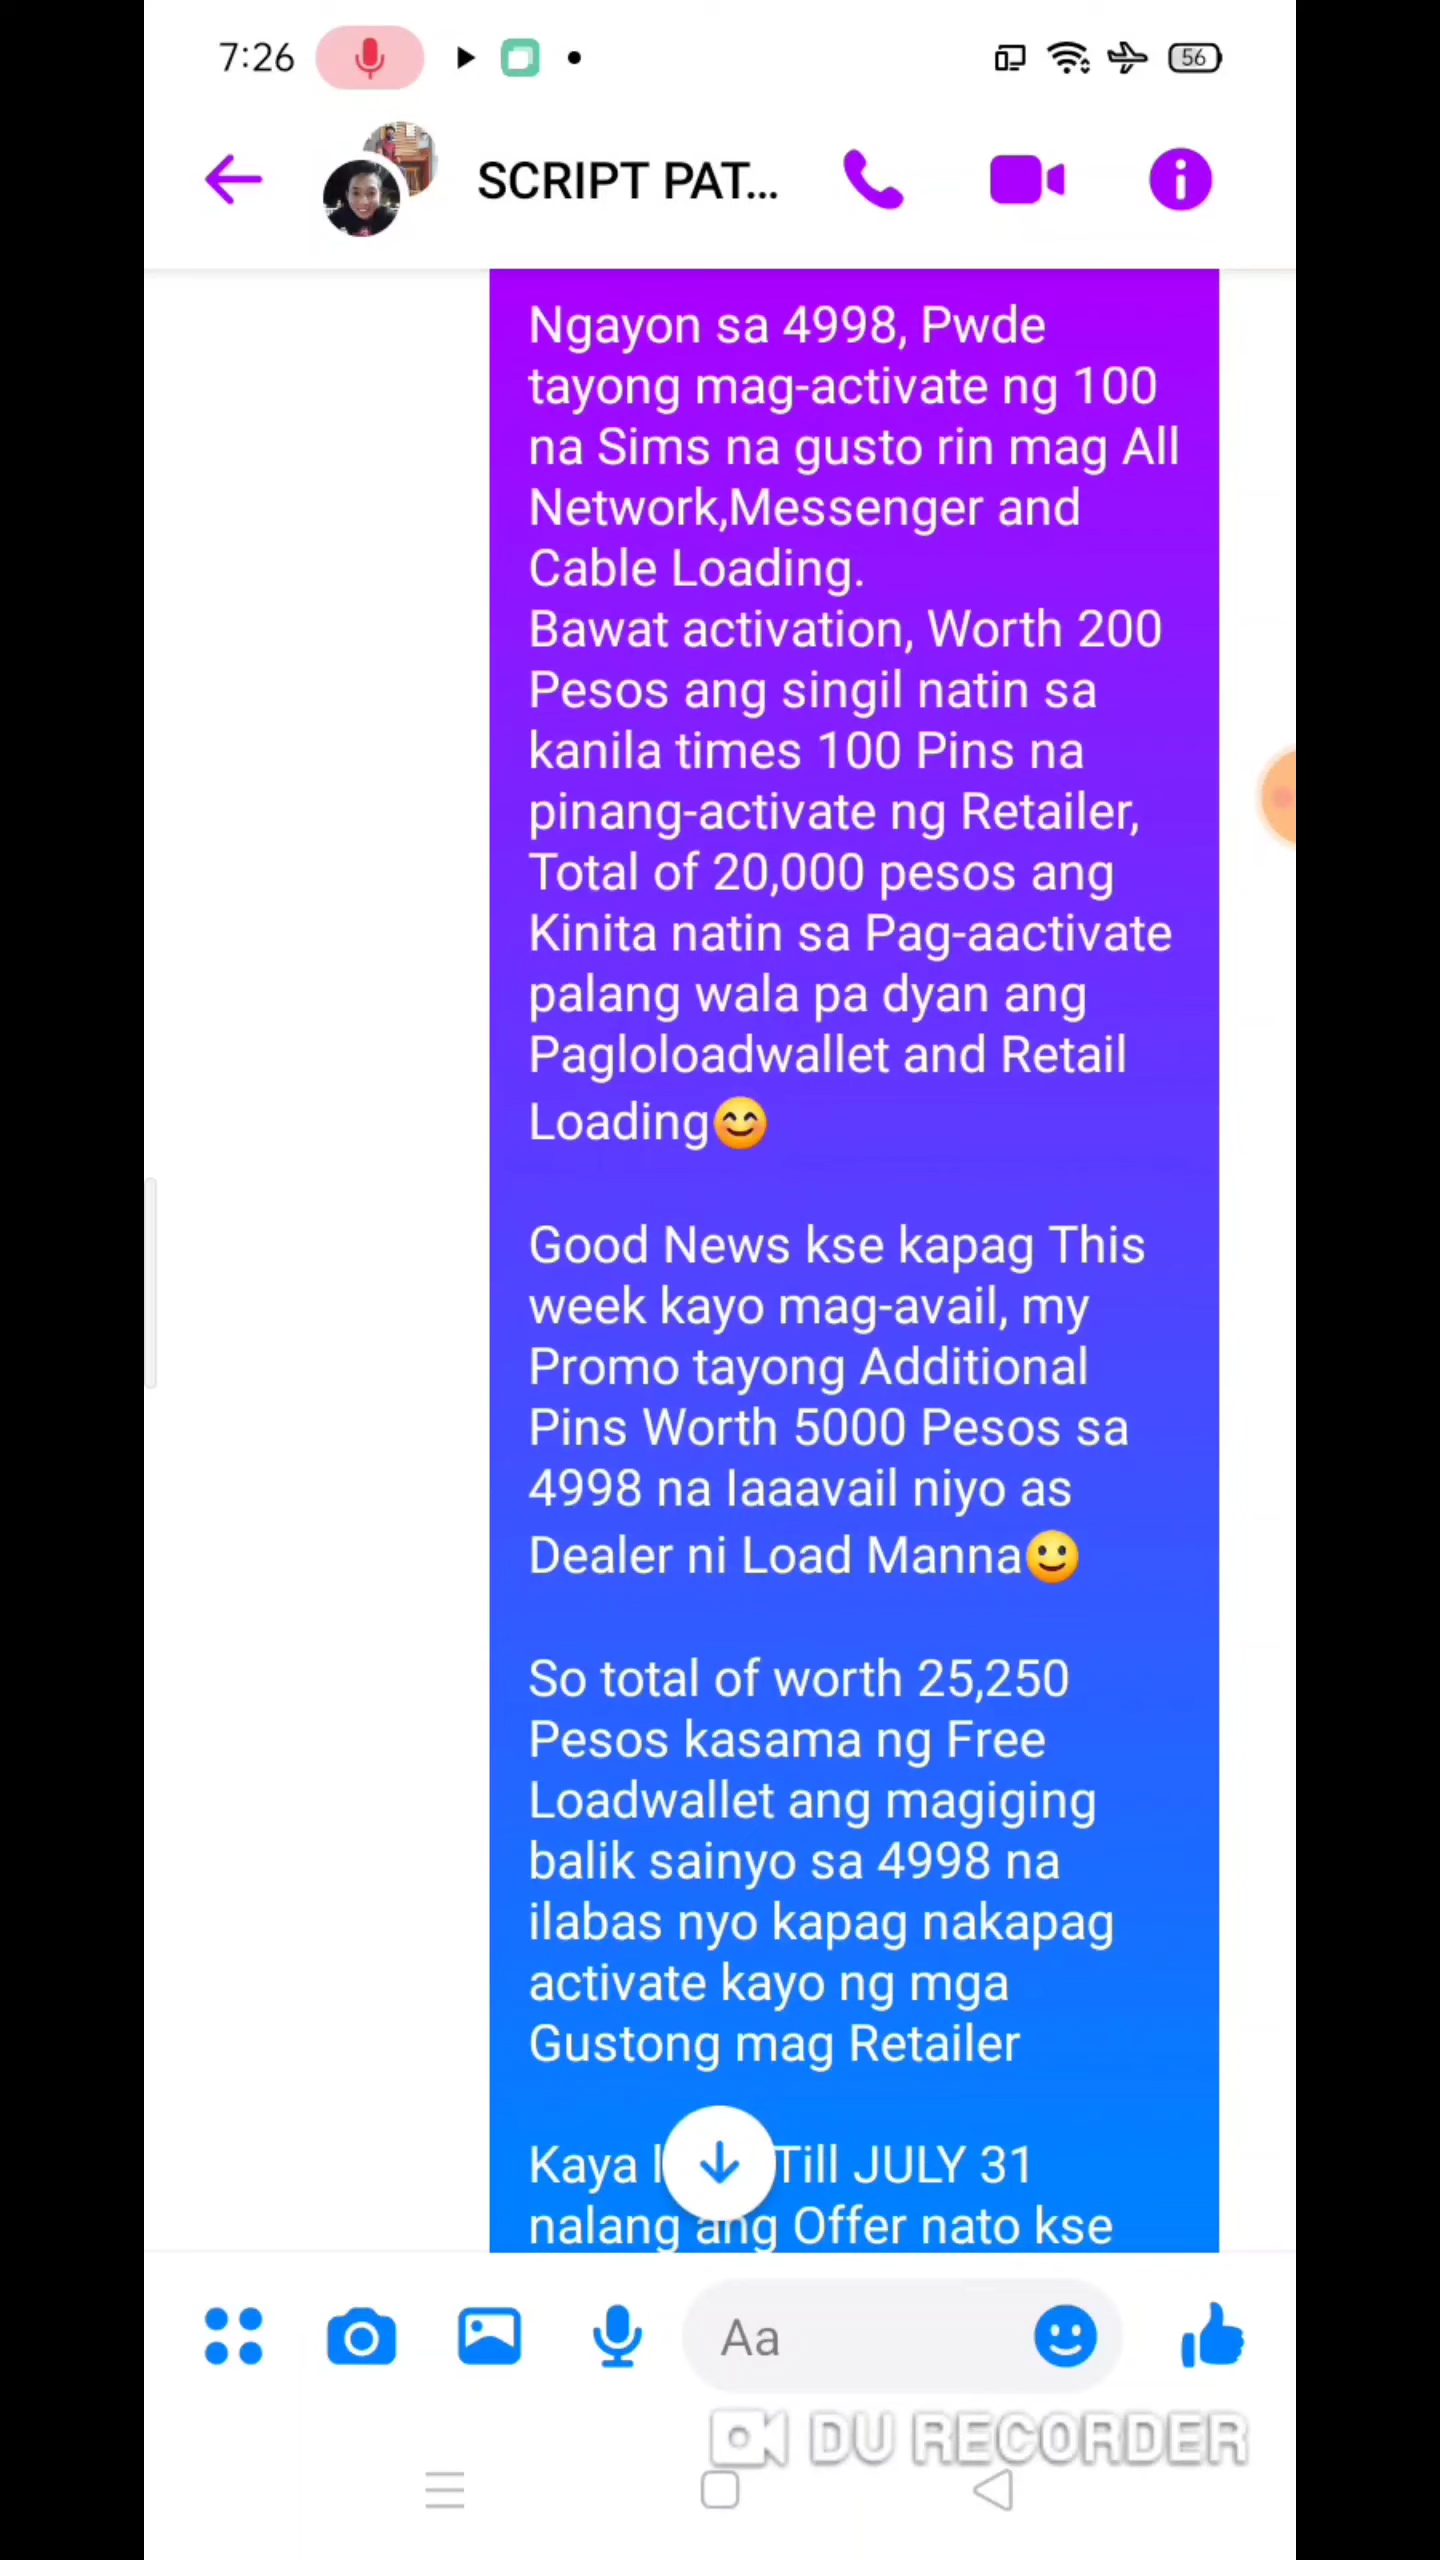 7:26
56
SCRIPT PAT...
Ngayon sa 4998, Pwde
tayong mag-activate ng 100
na Sims na gusto rin mag All
Network,Messenger and
Cable Loading.
Bawat activation, Worth 200
Pesos ang singil natin sa
kanila times 100 Pins na
pinang-activate ng Retailer,
Total of 20,000 pesos ang
Kinita natin sa Pag-aactivate
palang wala pa dyan ang
Pagloloadwallet and Retail
Loading😊
Good News kse kapag This
week kayo mag-avail, my
Promo tayong Additional
Pins Worth 5000 Pesos sa
4998 na Iaaavail niyo as
Dealer ni Load Manna🙂
So total of worth 25,250
Pesos kasama ng Free
Loadwallet ang magiging
balik sainyo sa 4998 na
ilabas nyo kapag nakapag
activate kayo ng mga
Gustong mag Retailer
Kaya Till JULY 31
nalang ang Offer nato kse
Aa
DU RECORDER